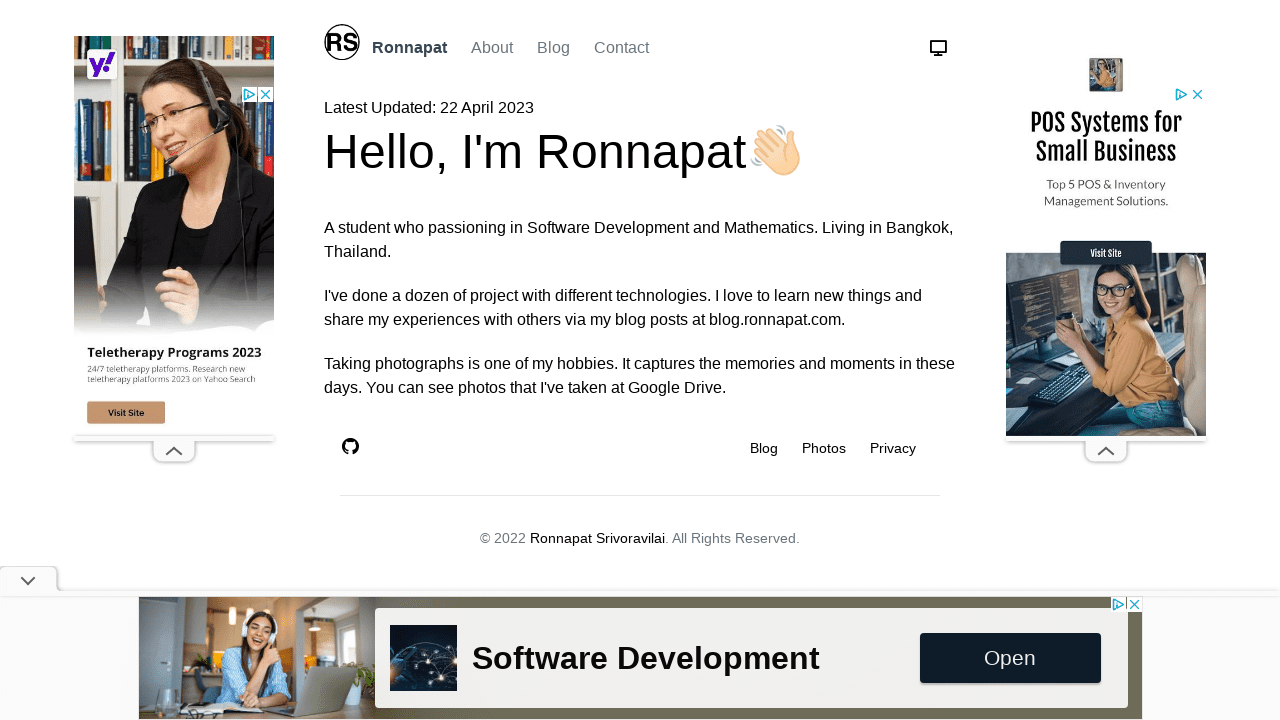 RS
Ronnapat About Blog Contact
Latest Updated: 22 April 2023
Hello, I'm Ronnapat👋🏻
A student who passioning in Software Development and Mathematics. Living in Bangkok,
Thailand.
I've done a dozen of project with different technologies. I love to learn new things and
share my experiences with others via my blog posts at blog.ronnapat.com.
Taking photographs is one of my hobbies. It captures the memories and moments in these
days. You can see photos that I've taken at Google Drive.
Blog Photos Privacy
© 2022 Ronnapat Srivoravilai. All Rights Reserved.
y!
Teletherapy Programs 2023
24/7 teletherapy platforms. Research new
teletherapy platforms 2023 on Yahoo Search
Visit Site
POS Systems for
Small Business
Top 5 POS & Inventory
Management Solutions.
Visit Site
Software Development
Open